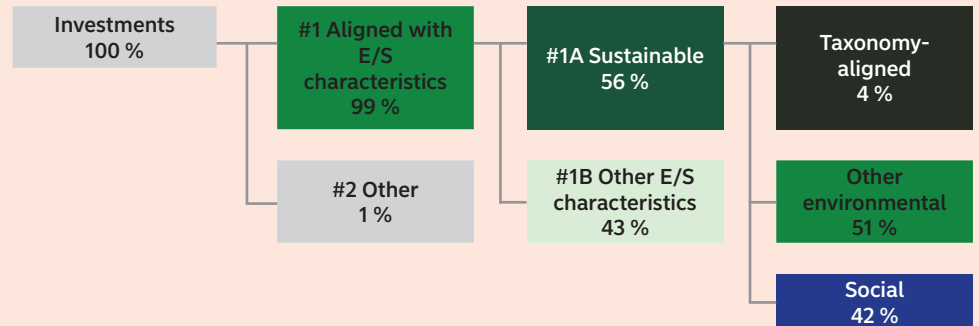 Investments
100 %
#1 Aligned with
E/S
characteristics
99 %
#1A Sustainable
56 %
Taxonomy-
aligned
4 %
#2 Other
1 %
#1B Other E/S
characteristics
43 %
Other
environmental
51 %
Social
42 %